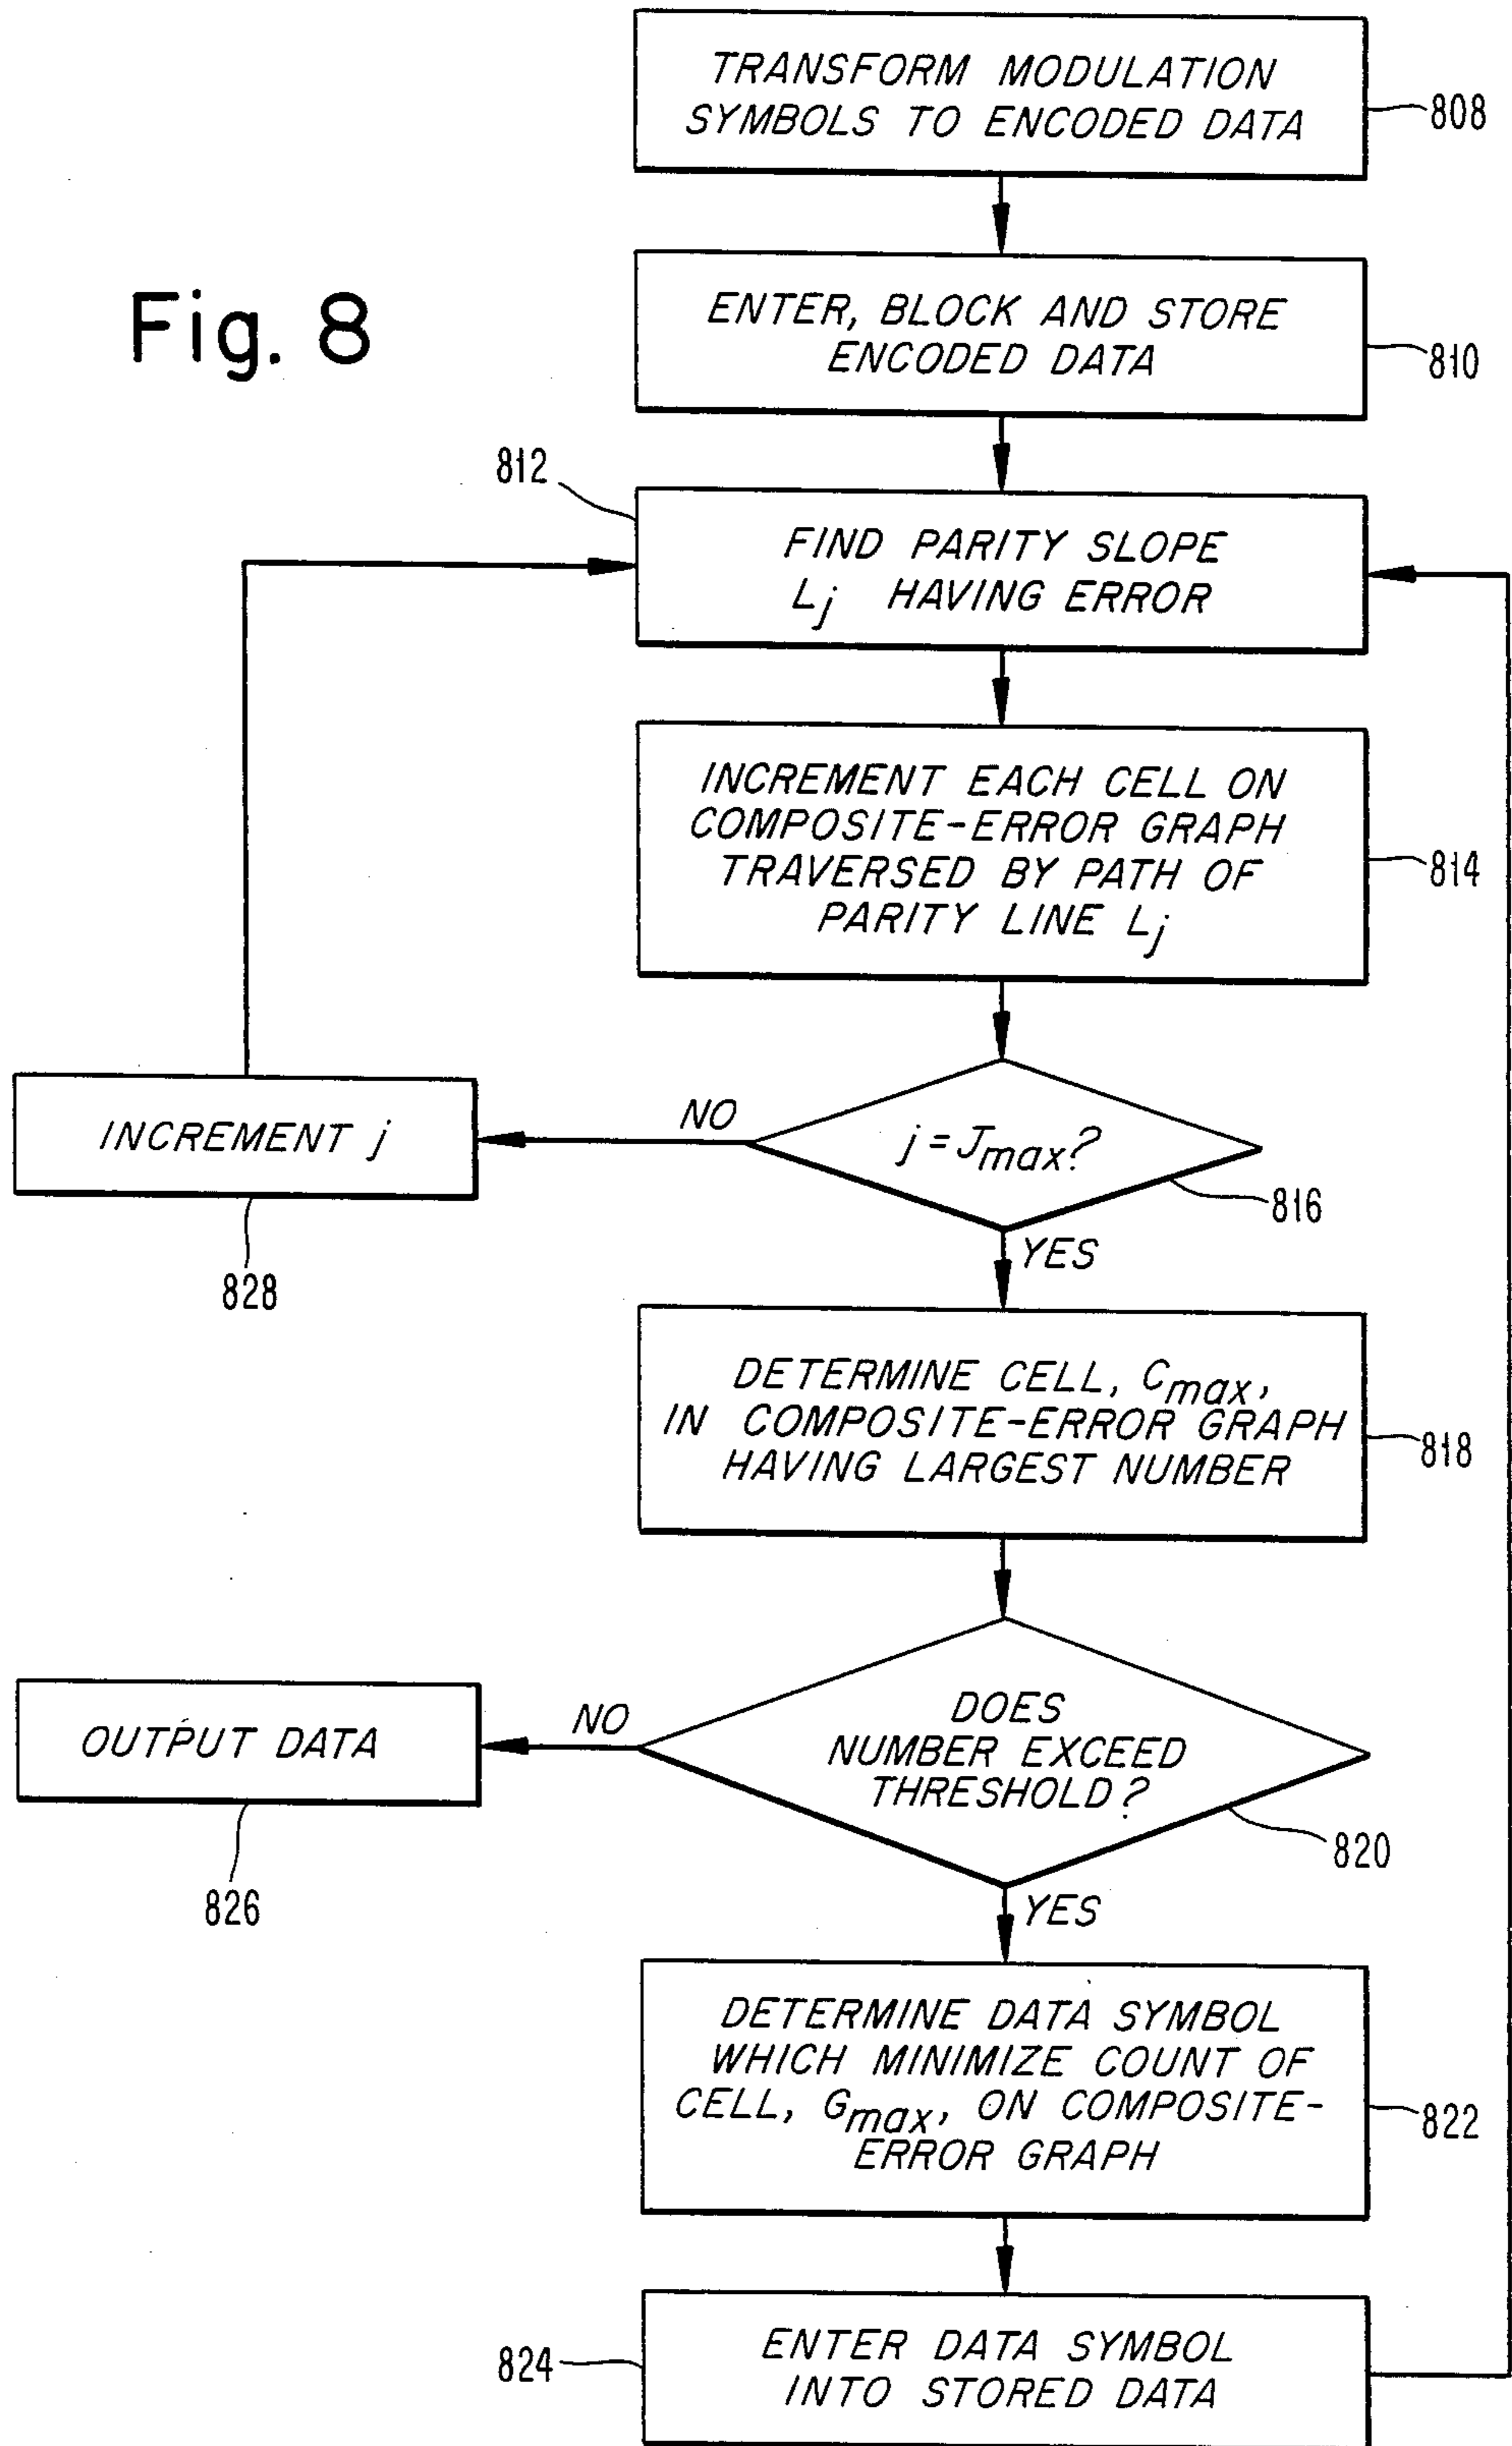 Fig. 8
TRANSFORM MODULATION
SYMBOLS TO ENCODED DATA
808
ENTER, BLOCK AND STORE
ENCODED DATA
810
812
FIND PARITY SLOPE
Lj HAVING ERROR
INCREMENT EACH CELL ON
COMPOSITE-ERROR GRAPH
TRAVERSED BY PATH OF
PARITY LINE Lj
814
INCREMENT j
828
NO
j = Jmax?
816
YES
DETERMINE CELL, Cmax,
IN COMPOSITE-ERROR GRAPH
HAVING LARGEST NUMBER
818
OUTPUT DATA
826
NO
DOES
NUMBER EXCEED
THRESHOLD?
820
YES
DETERMINE DATA SYMBOL
WHICH MINIMIZE COUNT OF
CELL, Gmax, ON COMPOSITE-
ERROR GRAPH
822
824
ENTER DATA SYMBOL
INTO STORED DATA